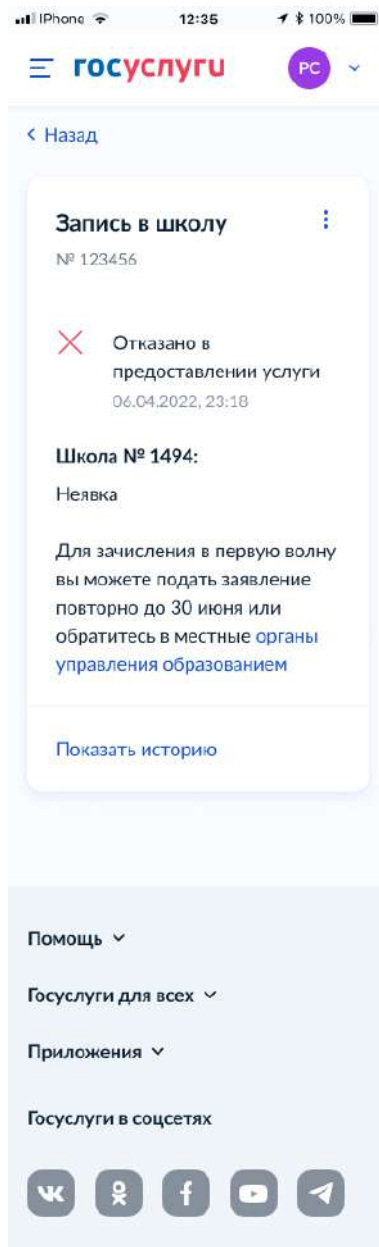 IPhone 12:35 100%
госуслуги РС
Назад
Запись в школу
№ 123456
Отказано в
предоставлении услуги
06.04.2022, 23:18
Школа № 1494:
Неявка
Для зачисления в первую волну
вы можете подать заявление
повторно до 30 июня или
обратитесь в местные органы
управления образованием
Показать историю
Помощь
Госуслуги для всех
Приложения
Госуслуги в соцсетях